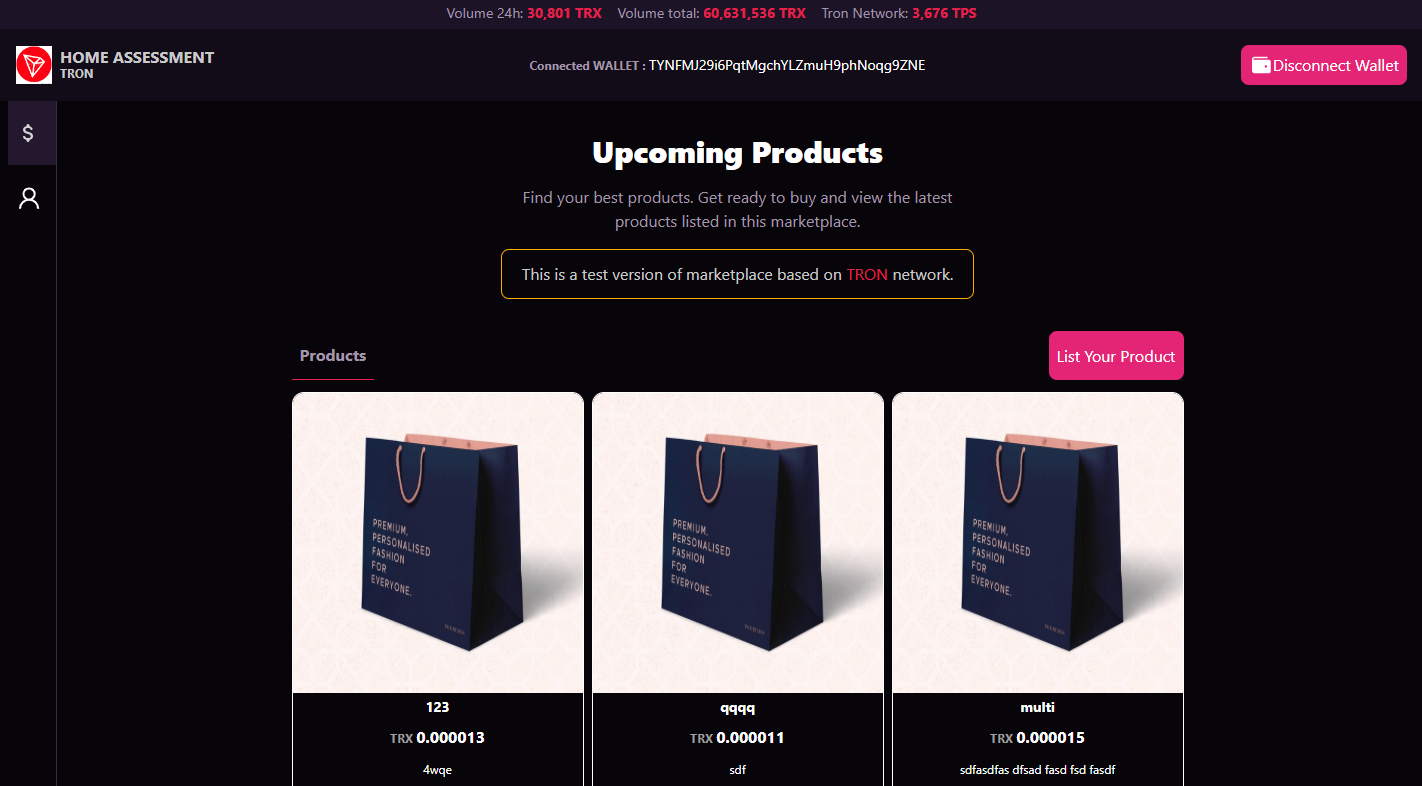 Volume 24h: 30,801 TRX Volume total: 60,631,536 TRX Tron Network: 3,676 TPS
HOME ASSESSMENT
TRON
Connected WALLET : TYNFMJ29i6PqtMgchYLZmuH9phNoqg9ZNE
Disconnect Wallet
$
Upcoming Products
Find your best products. Get ready to buy and view the latest
products listed in this marketplace.
This is a test version of marketplace based on TRON network.
Products
List Your Product
PREMIUM,
PERSONALISED
FASHION
FOR
EVERYONE.
PREMIUM,
PERSONALISED
FASHION
FOR
EVERYONE.
PREMIUM,
PERSONALISED
FASHION
FOR
EVERYONE.
123
TRX 0.000013
4wqe
qqqq
TRX 0.000011
sdf
multi
TRX 0.000015
sdfasdfas dfsad fasd fsd fasdf